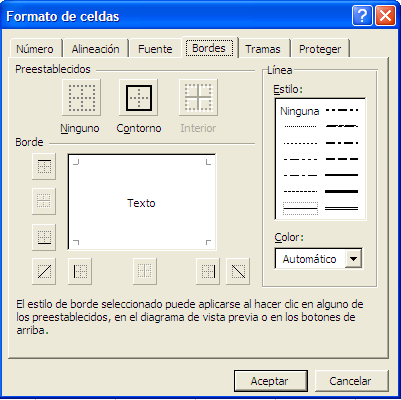 Formato de celdas
Número Alineación Fuente Bordes Tramas Proteger
Preestablecidos
Ninguno Contorno Interior
Borde
Texto
Línea
Estilo:
Ninguna
Color:
Automático
El estilo de borde seleccionado puede aplicarse al hacer clic en alguno de
los preestablecidos, en el diagrama de vista previa o en los botones de
arriba.
Aceptar Cancelar